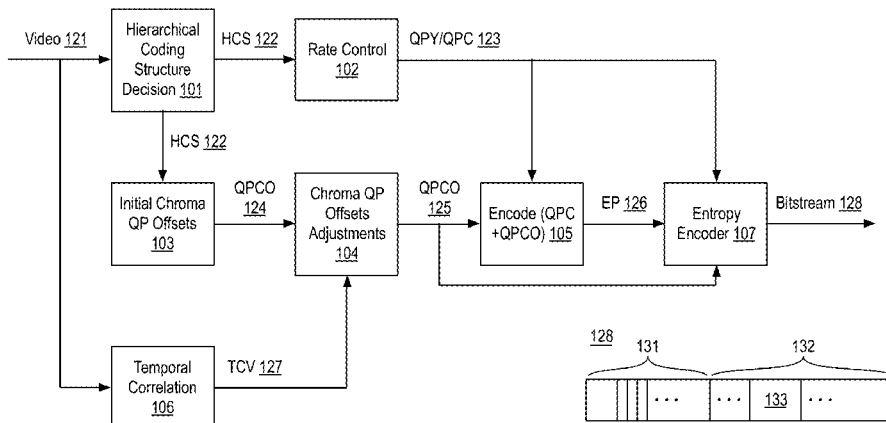 Video 121
Hierarchical
Coding
Structure
Decision 101
HCS 122
Rate Control
102
QPY/QPC 123
HCS 122
Initial Chroma
QP Offsets
103
QPCO
124
Chroma QP
Offsets
Adjustments
104
QPCO
125
Encode (QPC
+QPCO) 105
EP 126
Entropy
Encoder 107
Bitstream 128
Temporal
Correlation
106
TCV 127
128
131
132
...
...
133
...